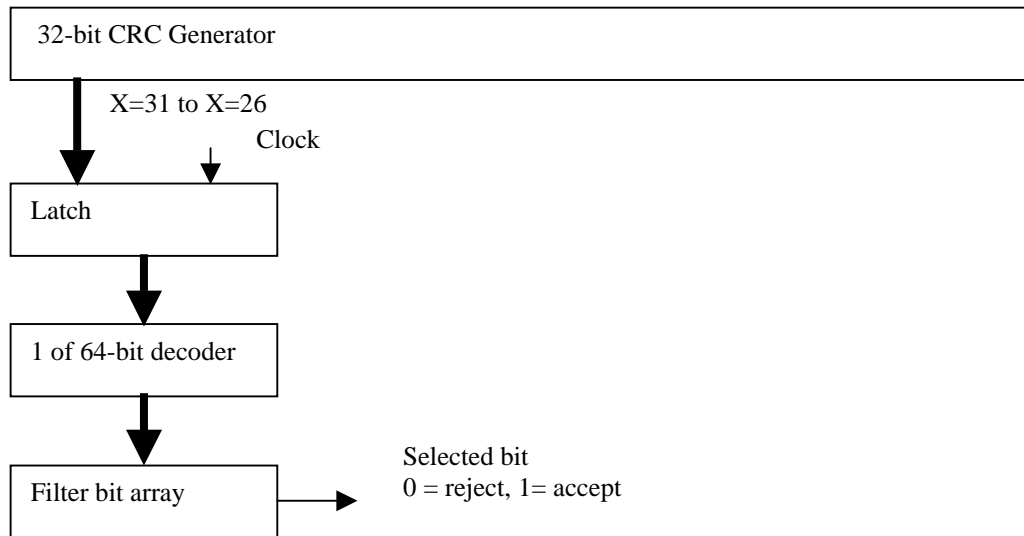 32-bit CRC Generator
X=31 to X=26
Clock
Latch
1 of 64-bit decoder
Selected bit
0 = reject, 1= accept
Filter bit array